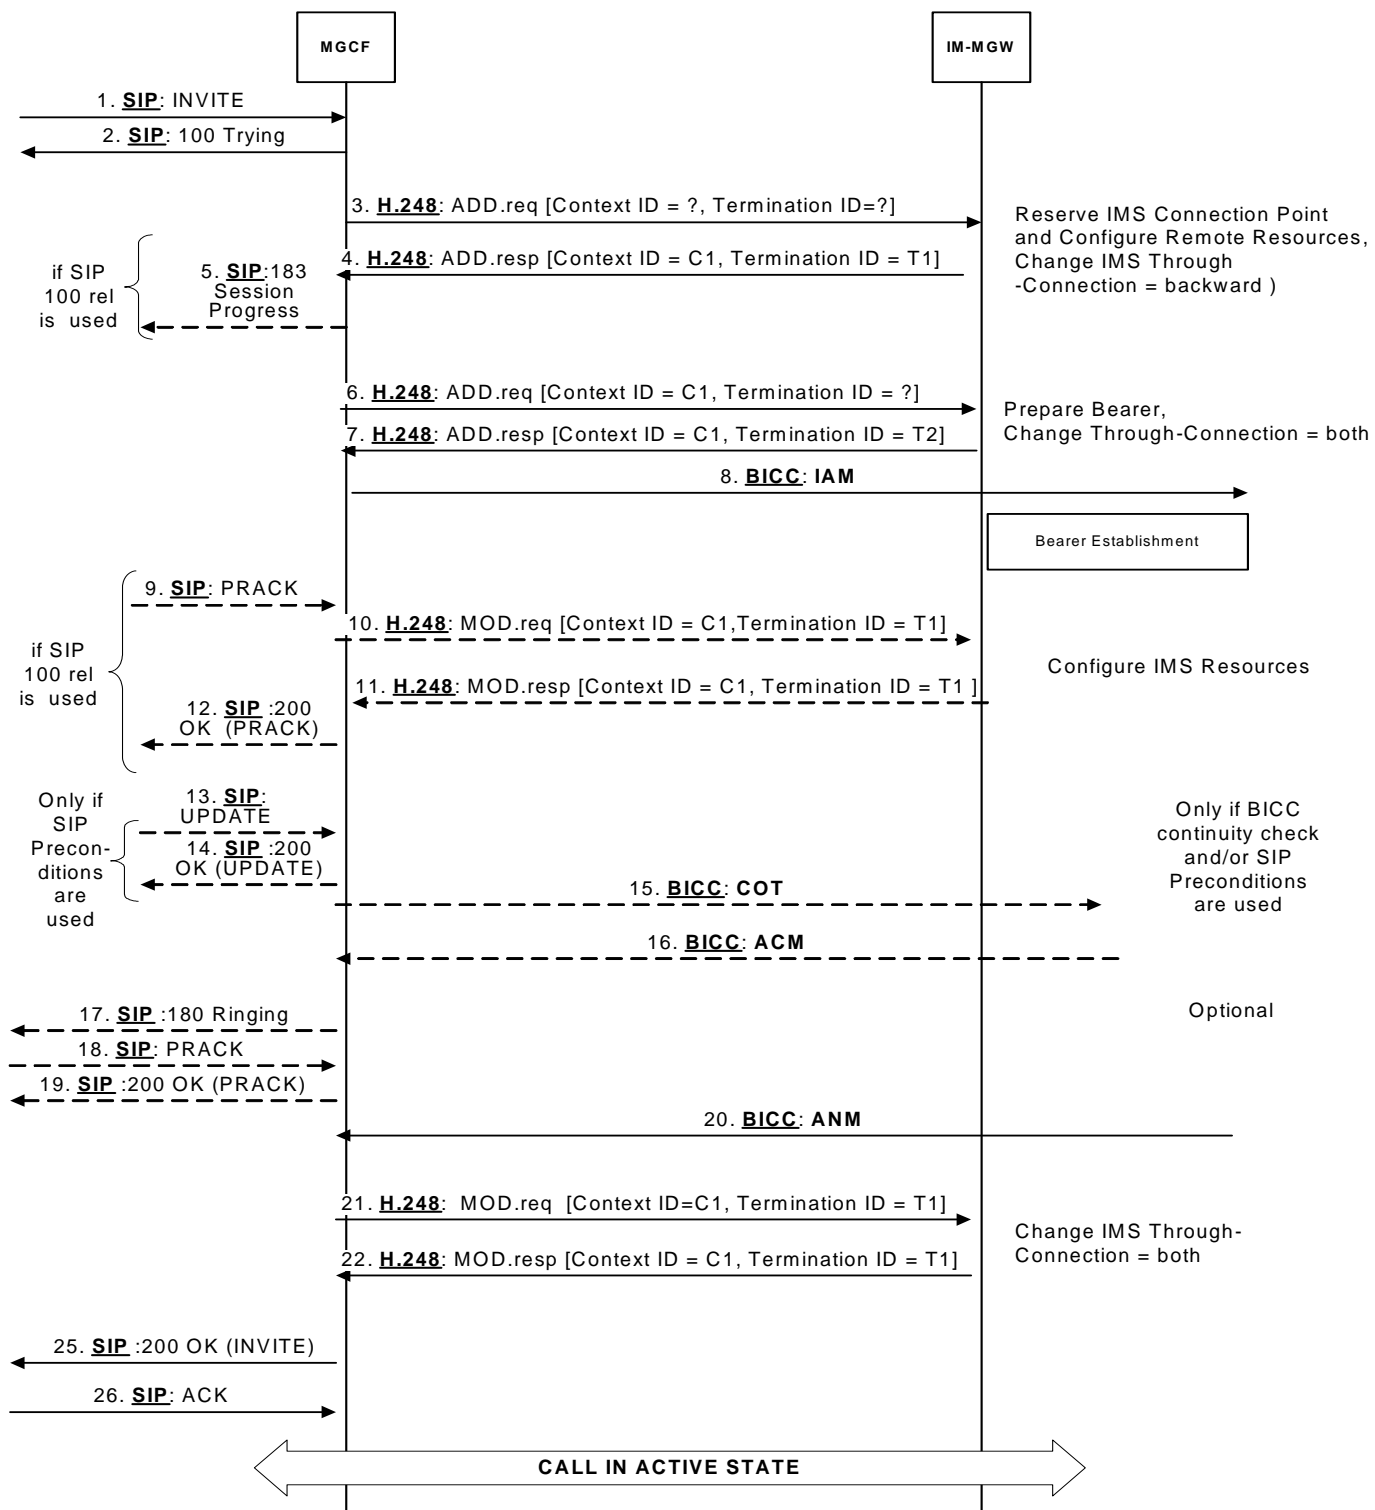 MGCF
IM-MGW
1. SIP: INVITE
2. SIP: 100 Trying
3. H.248: ADD.req [Context ID = ?, Termination ID=?]
Reserve IMS Connection Point
and Configure Remote Resources,
Change IMS Through
-Connection = backward )
4. H.248: ADD.resp [Context ID = C1, Termination ID = T1]
if SIP
100 rel
is used
5. SIP:183
Session
Progress
6. H.248: ADD.req [Context ID = C1, Termination ID = ?]
Prepare Bearer,
Change Through-Connection = both
7. H.248: ADD.resp [Context ID = C1, Termination ID = T2]
8. BICC: IAM
Bearer Establishment
9. SIP: PRACK
10. H.248: MOD.req [Context ID = C1,Termination ID = T1]
if SIP
100 rel
is used
Configure IMS Resources
11. H.248: MOD.resp [Context ID = C1, Termination ID = T1 ]
12. SIP :200
OK (PRACK)
Only if
SIP
Precon-
ditions
are
used
13. SIP:
UPDATE
14. SIP :200
OK (UPDATE)
Only if BICC
continuity check
and/or SIP
Preconditions
are used
15. BICC: COT
16. BICC: ACM
17. SIP :180 Ringing
Optional
18. SIP: PRACK
19. SIP :200 OK (PRACK)
20. BICC: ANM
21. H.248: MOD.req [Context ID=C1, Termination ID = T1]
Change IMS Through-
Connection = both
22. H.248: MOD.resp [Context ID = C1, Termination ID = T1]
25. SIP :200 OK (INVITE)
26. SIP: ACK
CALL IN ACTIVE STATE